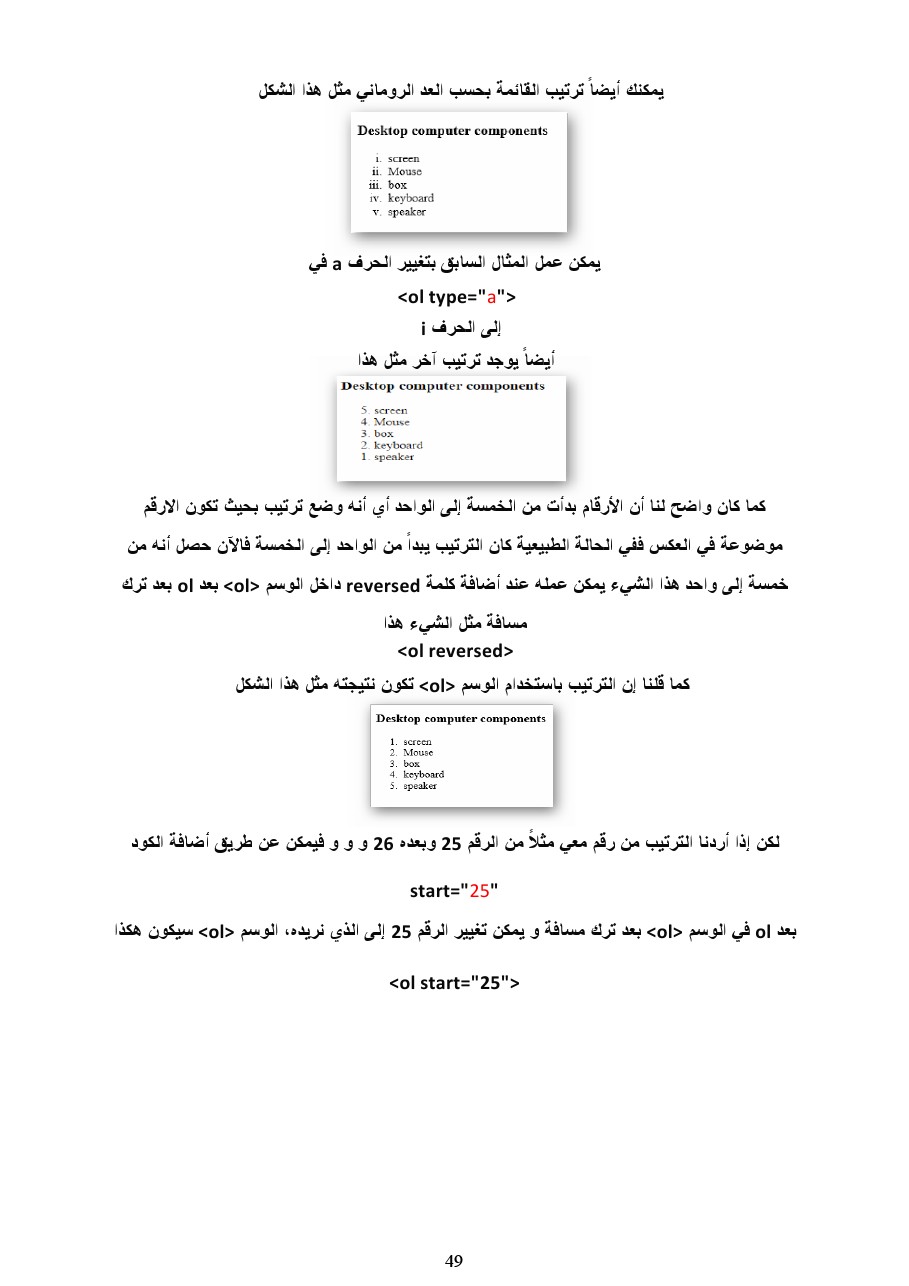 يمكنك أيضاً ترتيب القائمة بحسب العد الروماني مثل هذا الشكل
Desktop computer components
i. screen
ii. Mouse
iii. box
iv. keyboard
v. speaker
يمكن عمل المثال السابق بتغيير الحرف a في
<ol type="a">
إلى الحرف i
أيضاً يوجد ترتيب آخر مثل هذا
Desktop computer components
5. screen
4. Mouse
3. box
2. keyboard
1. speaker
كما كان واضح لنا أن الأرقام بدأت من الخمسة إلى الواحد أي أنه وضع ترتيب بحيث تكون الارقم
موضوعة في العكس ففي الحالة الطبيعية كان الترتيب يبدأ من الواحد إلى الخمسة فالآن حصل أنه من
خمسة إلى واحد هذا الشيء يمكن عمله عند أضافة كلمة reversed داخل الوسم <ol> بعد ol بعد ترك
مسافة مثل الشيء هذا
<ol reversed>
كما قلنا إن الترتيب باستخدام الوسم <ol> تكون نتيجته مثل هذا الشكل
Desktop computer components
1. screen
2. Mouse
3. box
4. keyboard
5. speaker
لكن إذا أردنا الترتيب من رقم معي مثلاً من الرقم 25 وبعده 26 و و و فيمكن عن طريق أضافة الكود
start="25"
بعد ol في الوسم <ol> بعد ترك مسافة و يمكن تغيير الرقم 25 إلى الذي نريده، الوسم <ol> سيكون هكذا
<ol start="25">
49